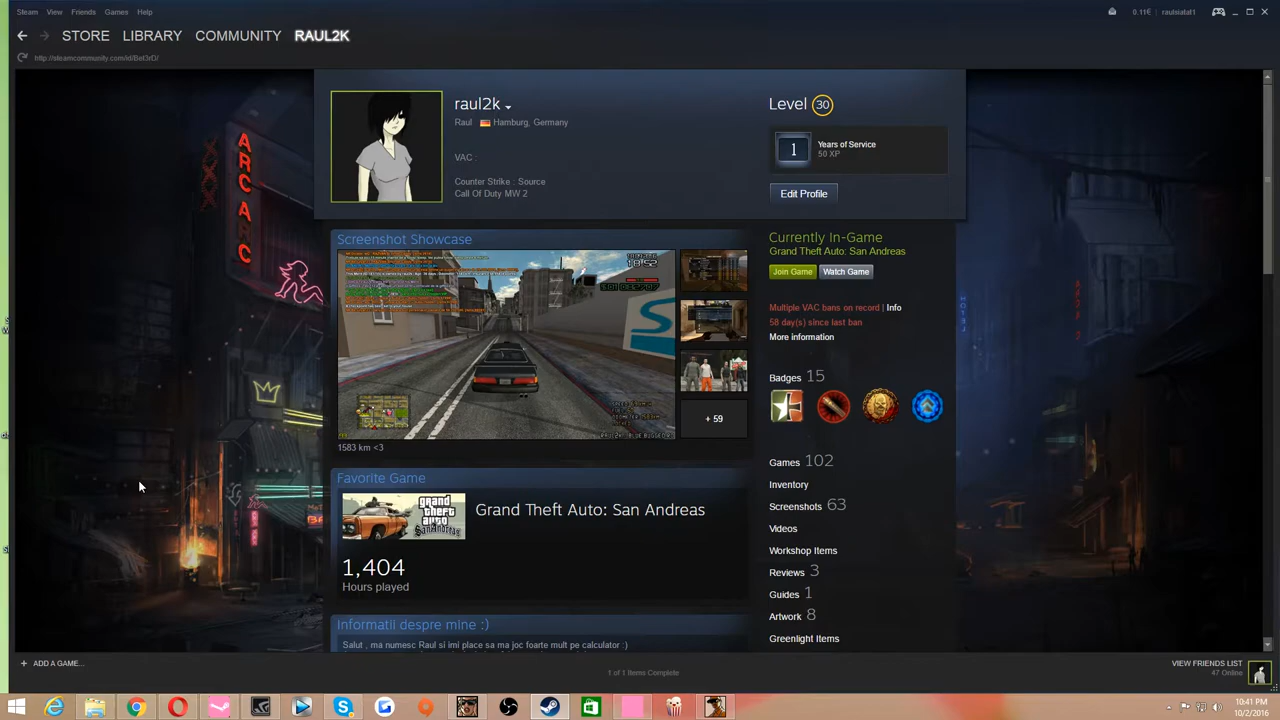 Steam View Friends Games Help
0.11€ raulsiataf1
STORE LIBRARY COMMUNITY RAUL2K
http://steamcommunity.com/id/Bet3rD/
raul2k
Raul Hamburg, Germany
VAC :
Counter Strike : Source
Call Of Duty MW 2
Level 30
1
Years of Service
50 XP
Edit Profile
Screenshot Showcase
+ 59
1583 km <3
Favorite Game
Grand Theft Auto: San Andreas
1,404
Hours played
Informatii despre mine :)
Salut , ma numesc Raul si imi place sa ma joc foarte mult pe calculator :)
Currently In-Game
Grand Theft Auto: San Andreas
Join Game Watch Game
Multiple VAC bans on record | Info
58 day(s) since last ban
More information
Badges 15
Games 102
Inventory
Screenshots 63
Videos
Workshop Items
Reviews 3
Guides 1
Artwork 8
Greenlight Items
ARC ARC
HOTEL
+ ADD A GAME...
1 of 1 Items Complete
VIEW FRIENDS LIST
47 Online
10:41 PM
10/2/2016